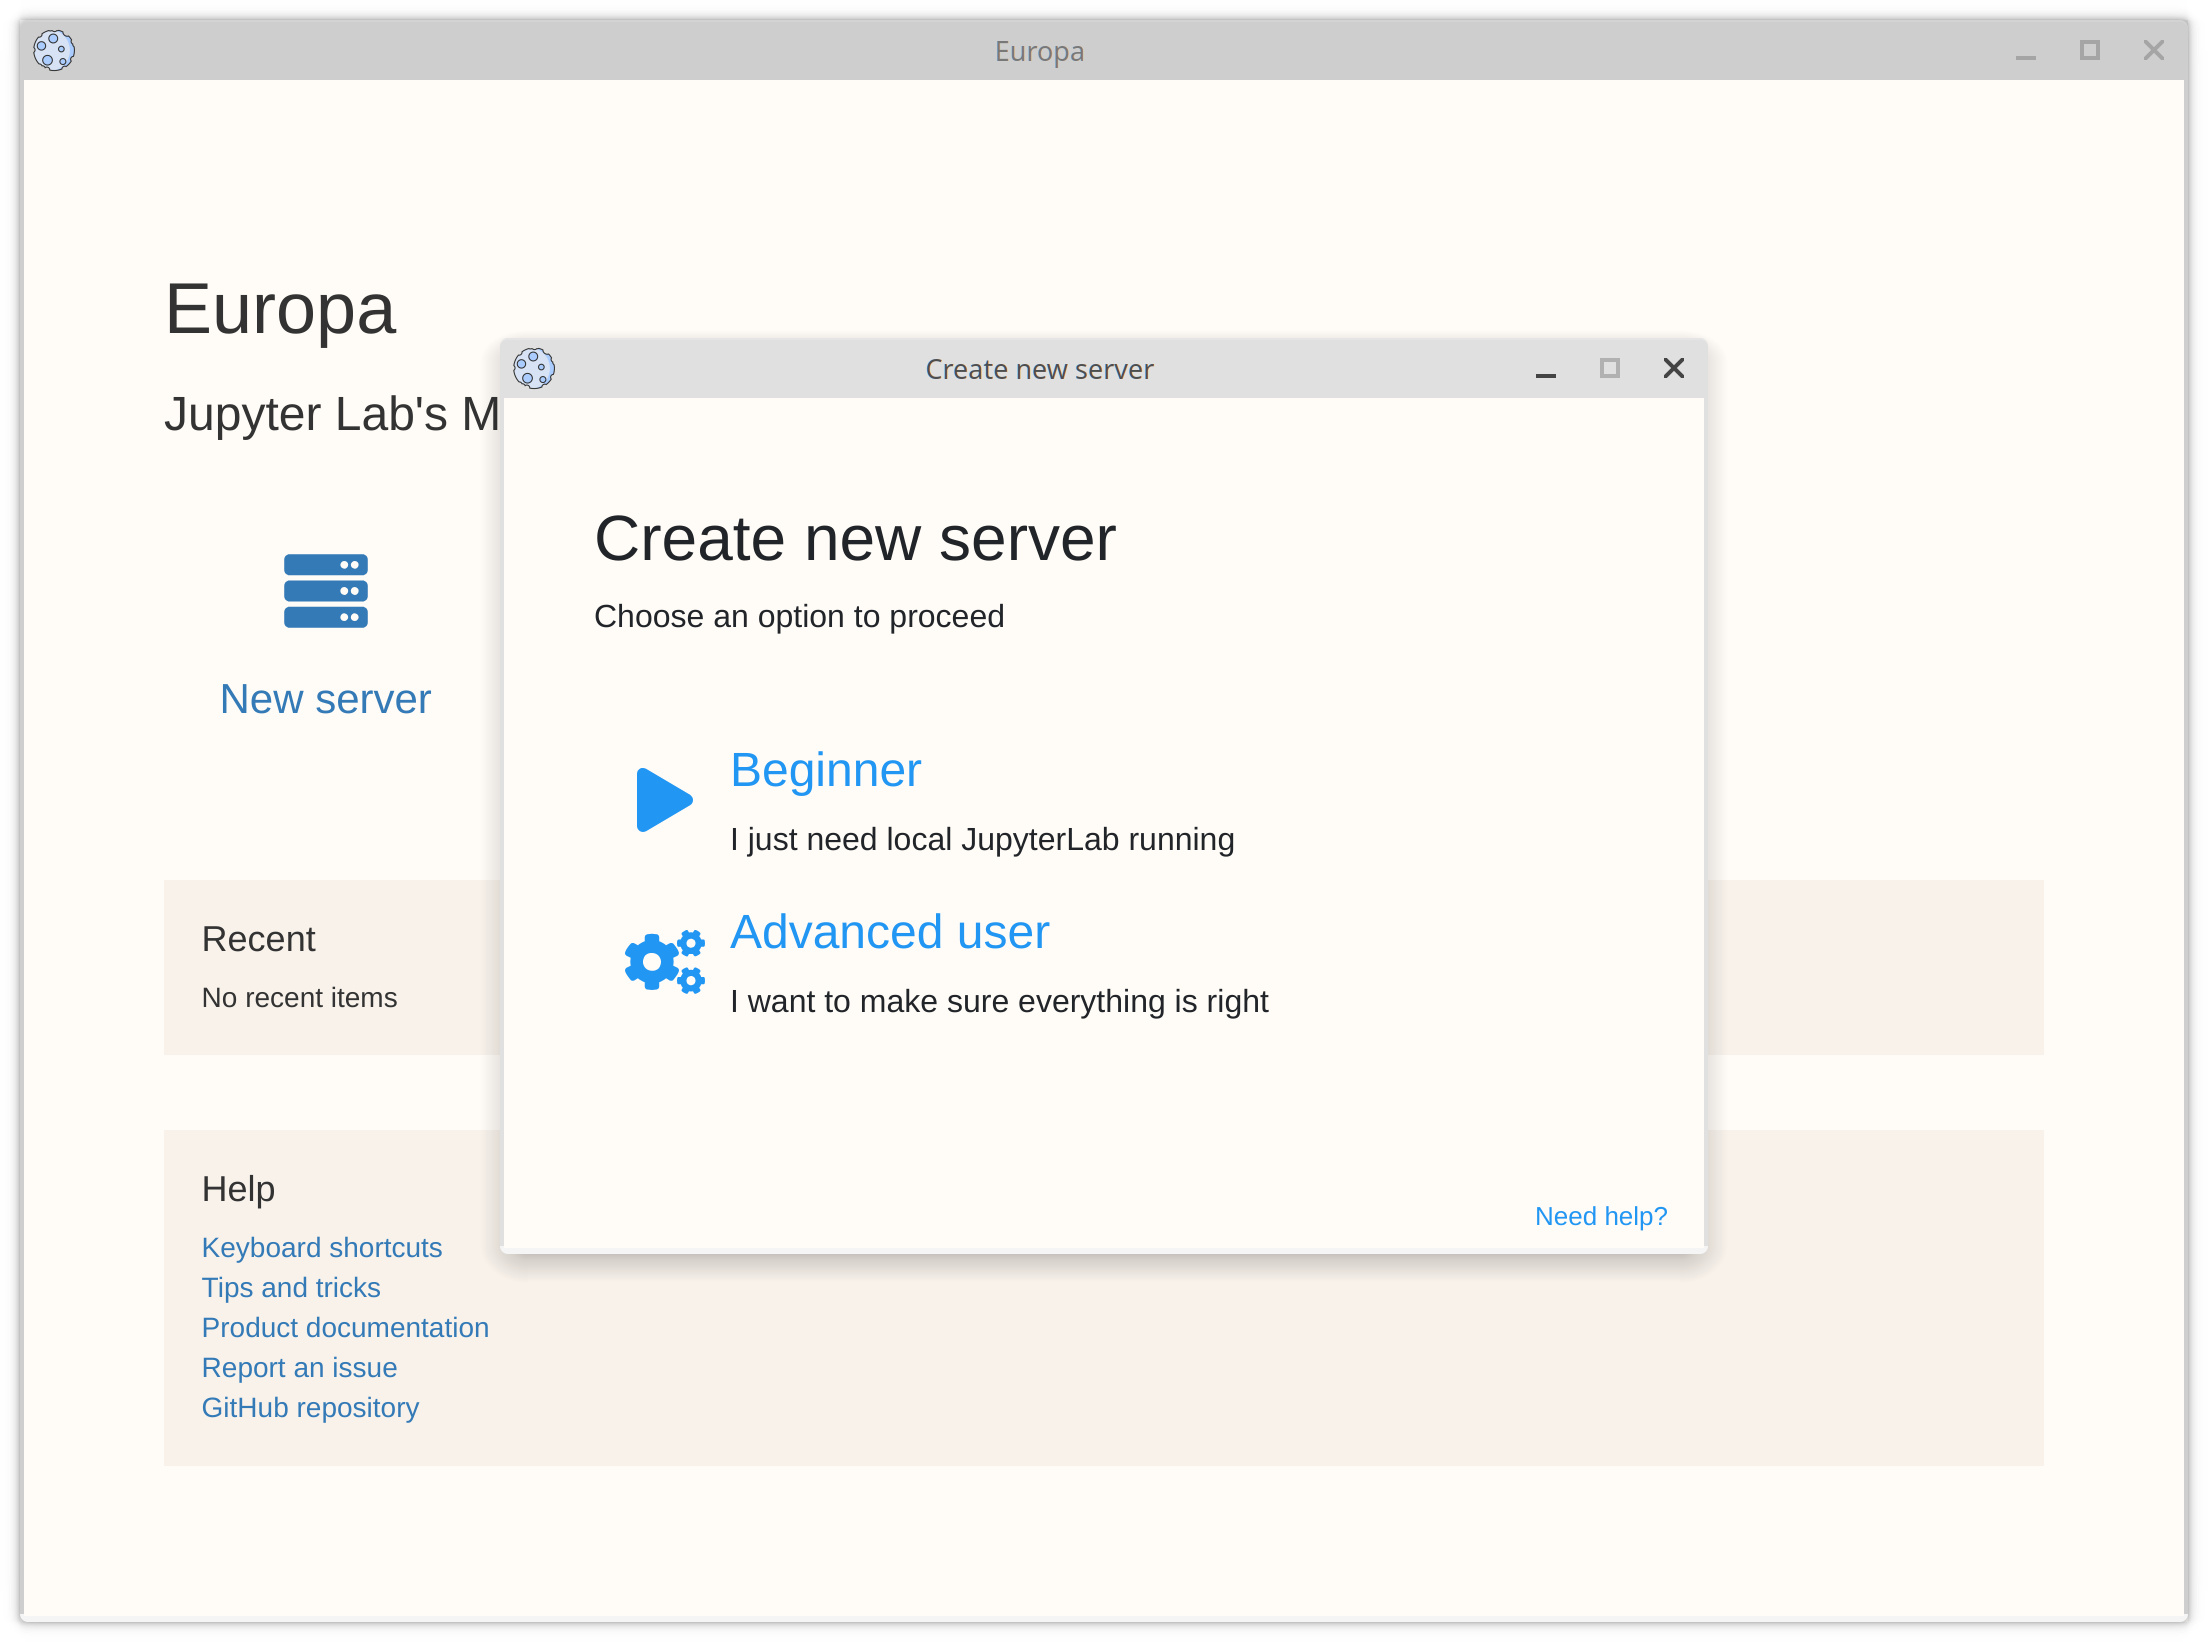 Europa
Europa
Jupyter Lab's M
New server
Recent
No recent items
Help
Keyboard shortcuts
Tips and tricks
Product documentation
Report an issue
GitHub repository
Create new server
Create new server
Choose an option to proceed
Beginner
I just need local JupyterLab running
Advanced user
I want to make sure everything is right
Need help?